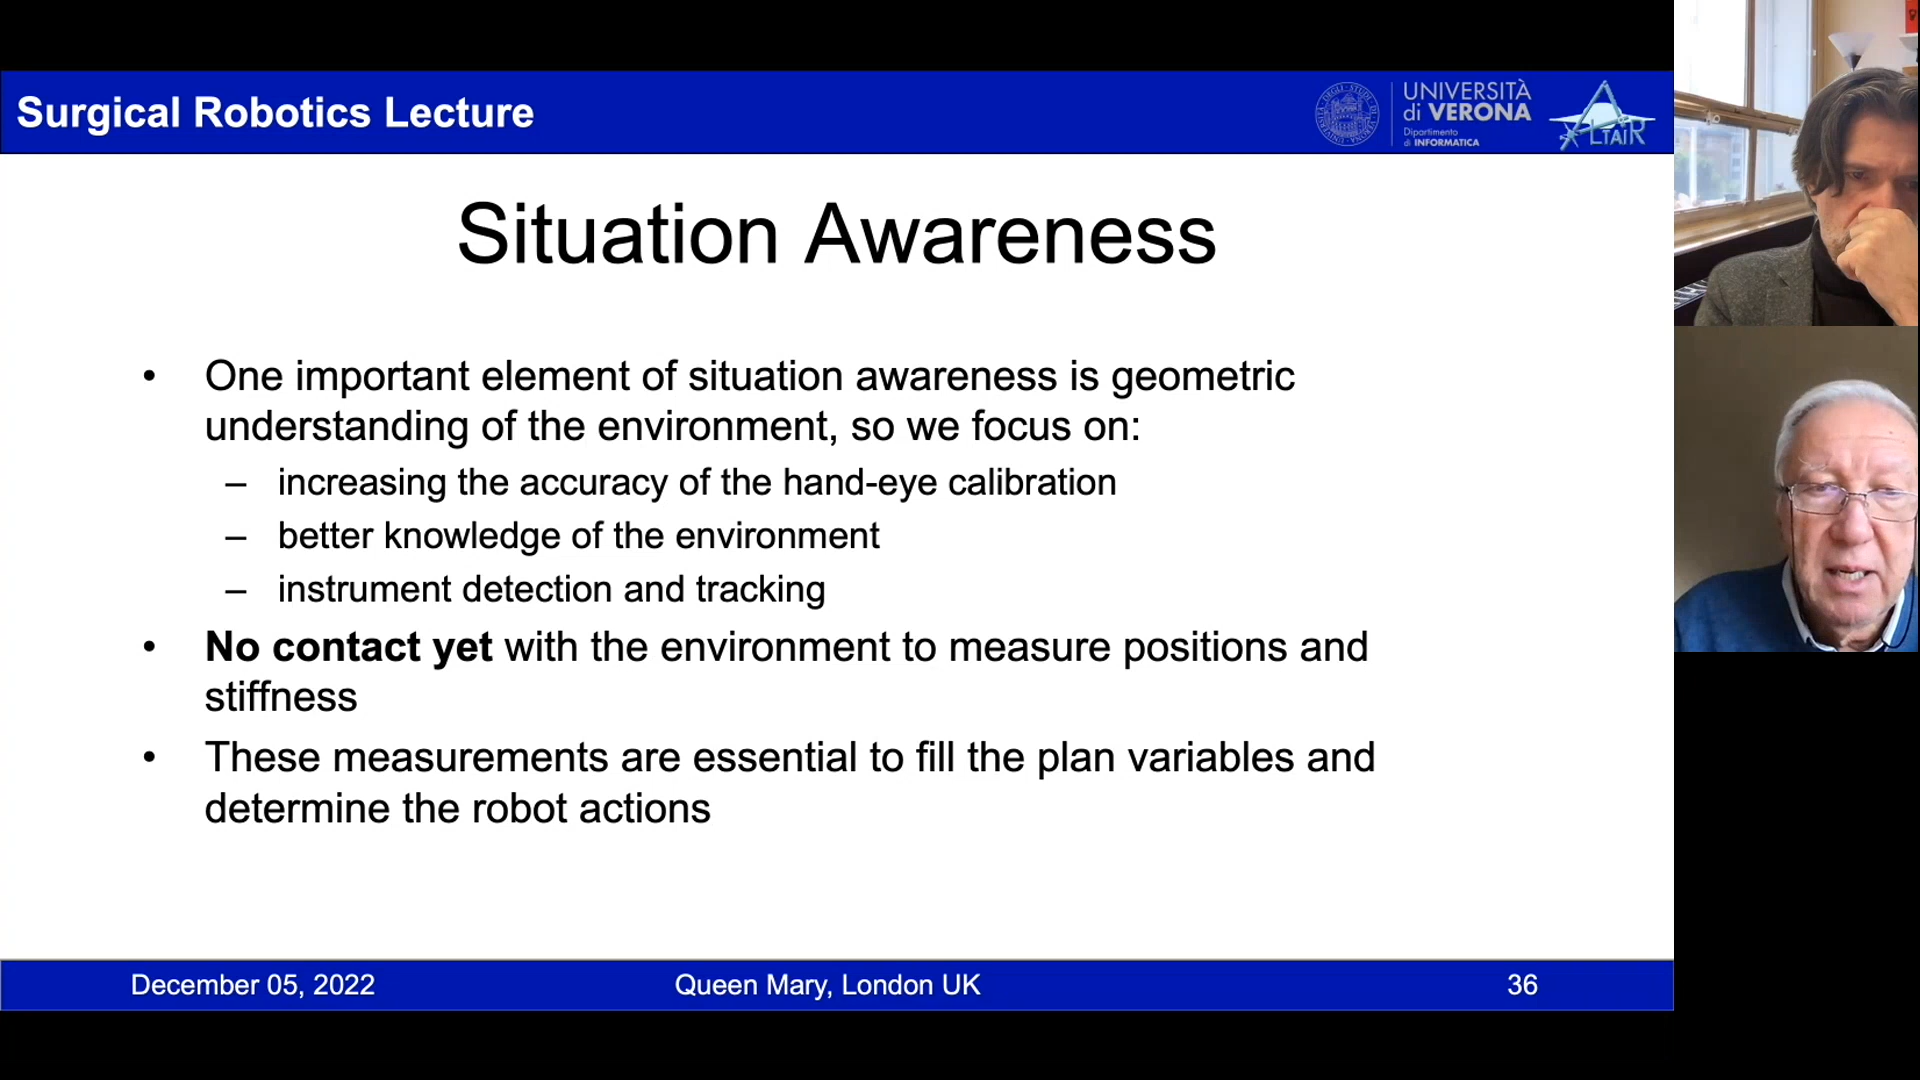 Surgical Robotics Lecture
UNIVERSITÀ
di VERONA
Dipartimento
di INFORMATICA
ALTAIR
Situation Awareness
• One important element of situation awareness is geometric
understanding of the environment, so we focus on:
– increasing the accuracy of the hand-eye calibration
– better knowledge of the environment
– instrument detection and tracking
• No contact yet with the environment to measure positions and
stiffness
• These measurements are essential to fill the plan variables and
determine the robot actions
December 05, 2022
Queen Mary, London UK
36